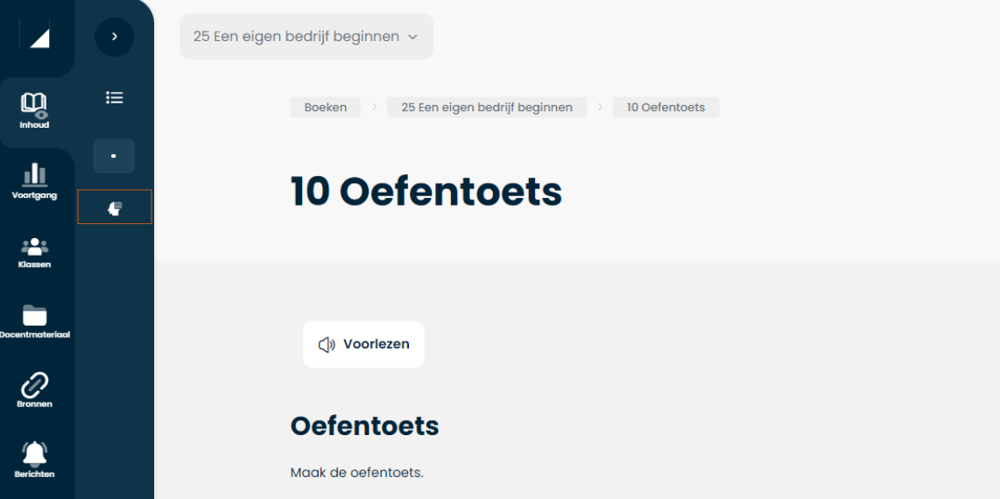 25 Een eigen bedrijf beginnen
Boeken
25 Een eigen bedrijf beginnen
10 Oefentoets
10 Oefentoets
Inhoud
Voortgang
Klassen
Docentmateriaal
Bronnen
Berichten
Voorlezen
Oefentoets
Maak de oefentoets.